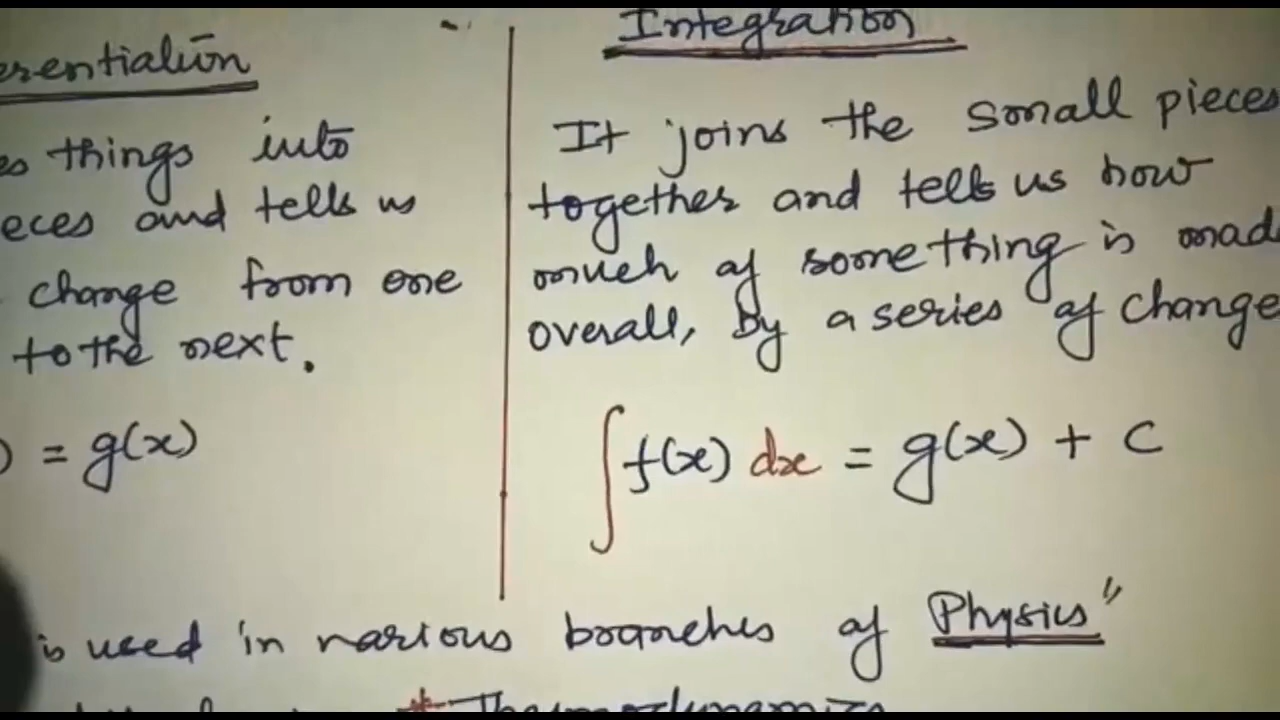 erentiation
es things into
eces and tells us
change from one
to the next.
) = g(x)
Integration
It joins the small pieces
together and tells us how
much of something is made
overall, by a series of change
∫ f(x) dx = g(x) + C
is used in various branches of Physics"
* Thermodynamics